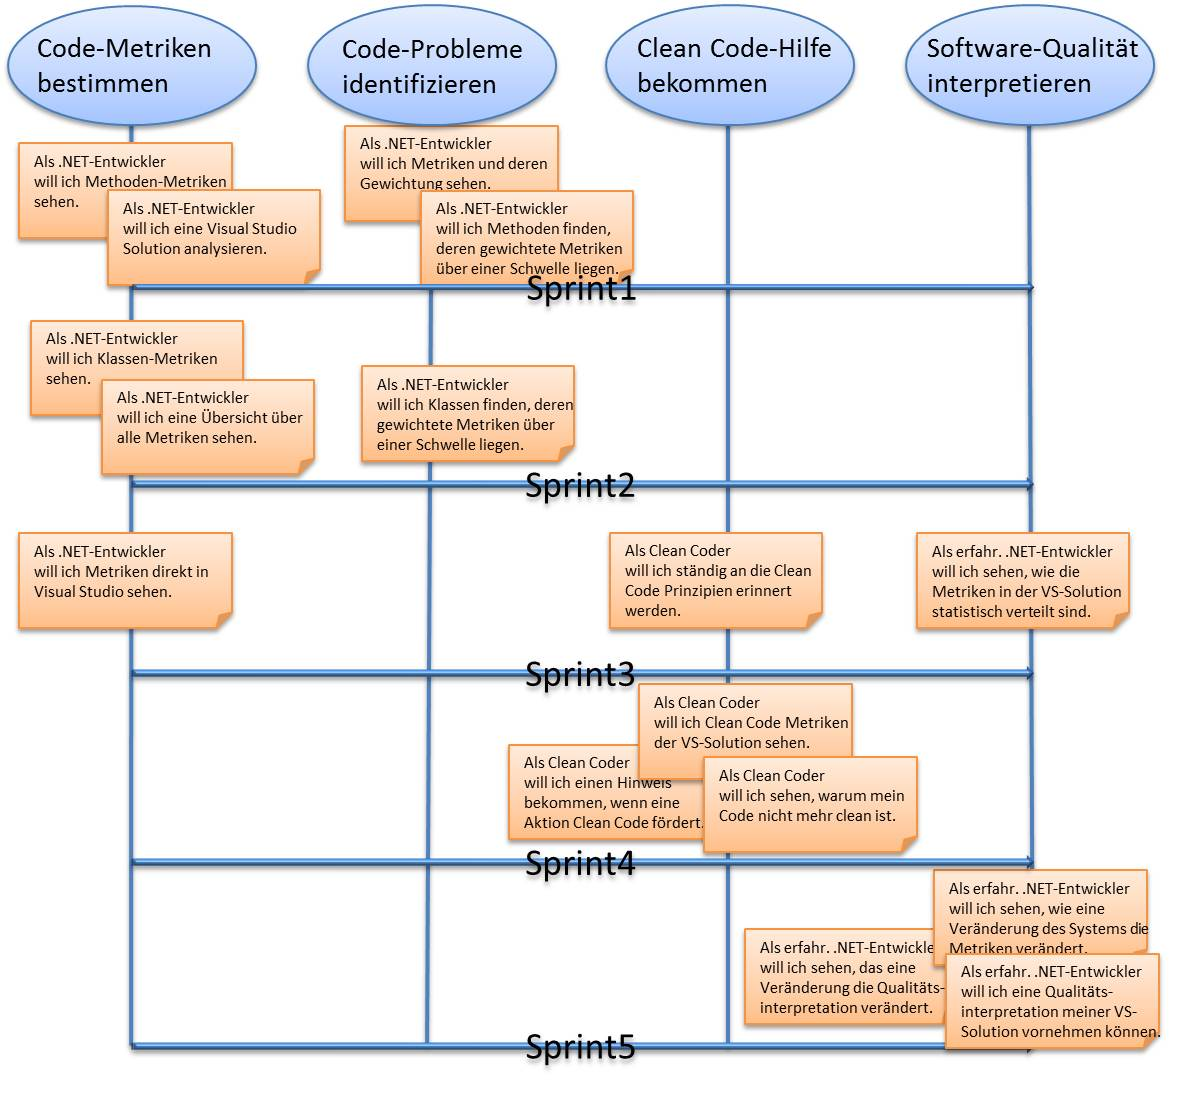 Code-Metriken
bestimmen
Code-Probleme
identifizieren
Clean Code-Hilfe
bekommen
Software-Qualität
interpretieren
Als .NET-Entwickler
will ich Methoden-Metriken
sehen.
Als .NET-Entwickler
will ich eine Visual Studio
Solution analysieren.
Als .NET-Entwickler
will ich Metriken und deren
Gewichtung sehen.
Als .NET-Entwickler
will ich Methoden finden,
deren gewichtete Metriken
über einer Schwelle liegen.
Sprint1
Als .NET-Entwickler
will ich Klassen-Metriken
sehen.
Als .NET-Entwickler
will ich eine Übersicht über
alle Metriken sehen.
Als .NET-Entwickler
will ich Klassen finden, deren
gewichtete Metriken über
einer Schwelle liegen.
Sprint2
Als .NET-Entwickler
will ich Metriken direkt in
Visual Studio sehen.
Als Clean Coder
will ich ständig an die Clean
Code Prinzipien erinnert
werden.
Als erfahr. .NET-Entwickler
will ich sehen, wie die
Metriken in der VS-Solution
statistisch verteilt sind.
Sprint3
Als Clean Coder
will ich Clean Code Metriken
der VS-Solution sehen.
Als Clean Coder
will ich einen Hinweis
bekommen, wenn eine
Aktion Clean Code fördert.
Als Clean Coder
will ich sehen, warum mein
Code nicht mehr clean ist.
Sprint4
Als erfahr. .NET-Entwickler
will ich sehen, wie eine
Veränderung des Systems die
Metriken verändert.
Als erfahr. .NET-Entwickle
will ich sehen, das eine
Veränderung die Qualitäts-
interpretation verändert.
Als erfahr. .NET-Entwickler
will ich eine Qualitäts-
interpretation meiner VS-
Solution vornehmen können.
Sprint5